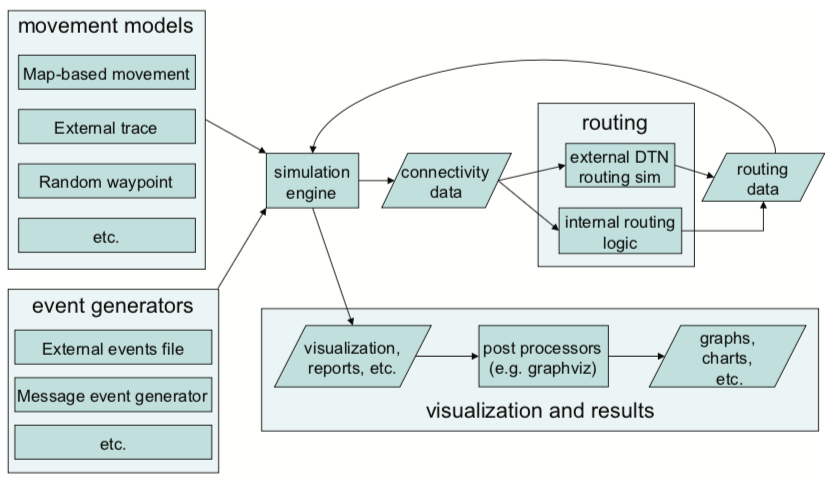 movement models
Map-based movement
External trace
Random waypoint
etc.
event generators
External events file
Message event generator
etc.
simulation
engine
connectivity
data
routing
external DTN
routing sim
internal routing
logic
routing
data
visualization,
reports, etc.
post processors
(e.g. graphviz)
graphs,
charts,
etc.
visualization and results